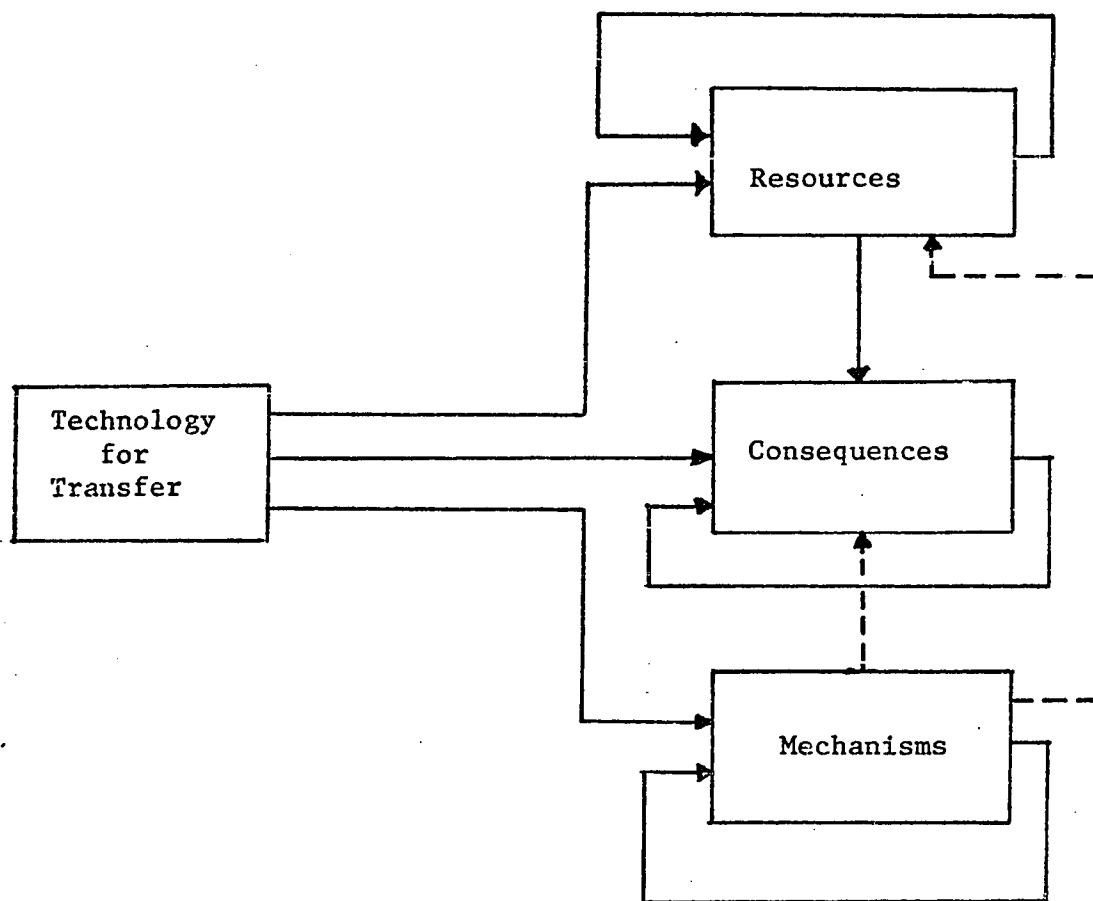 Resources
Technology
for
Transfer
Consequences
Mechanisms